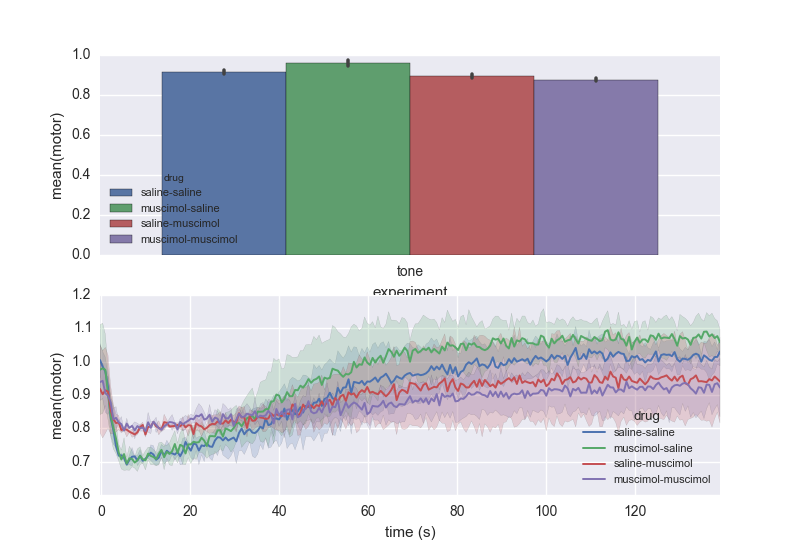 1.0
0.8
0.6
0.4
0.2
0.0
mean(motor)
drug
saline-saline
muscimol-saline
saline-muscimol
muscimol-muscimol
tone
experiment
1.2
1.1
1.0
0.9
0.8
0.7
0.6
mean(motor)
drug
saline-saline
muscimol-saline
saline-muscimol
muscimol-muscimol
0 20 40 60 80 100 120
time (s)